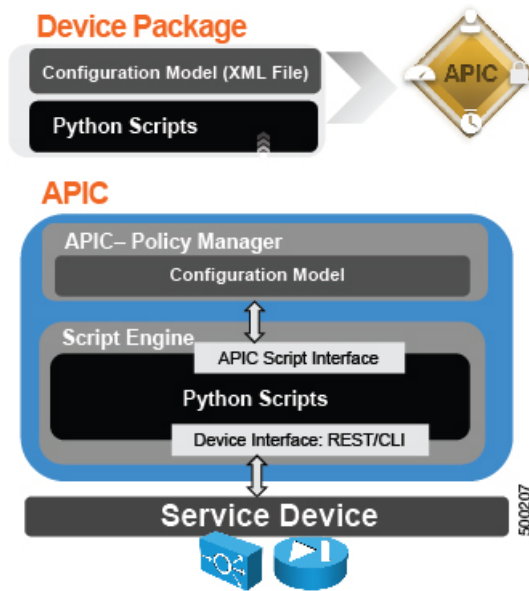 Device Package
Configuration Model (XML File)
Python Scripts
APIC
APIC
APIC– Policy Manager
Configuration Model
Script Engine
APIC Script Interface
Python Scripts
Device Interface: REST/CLI
Service Device
500207